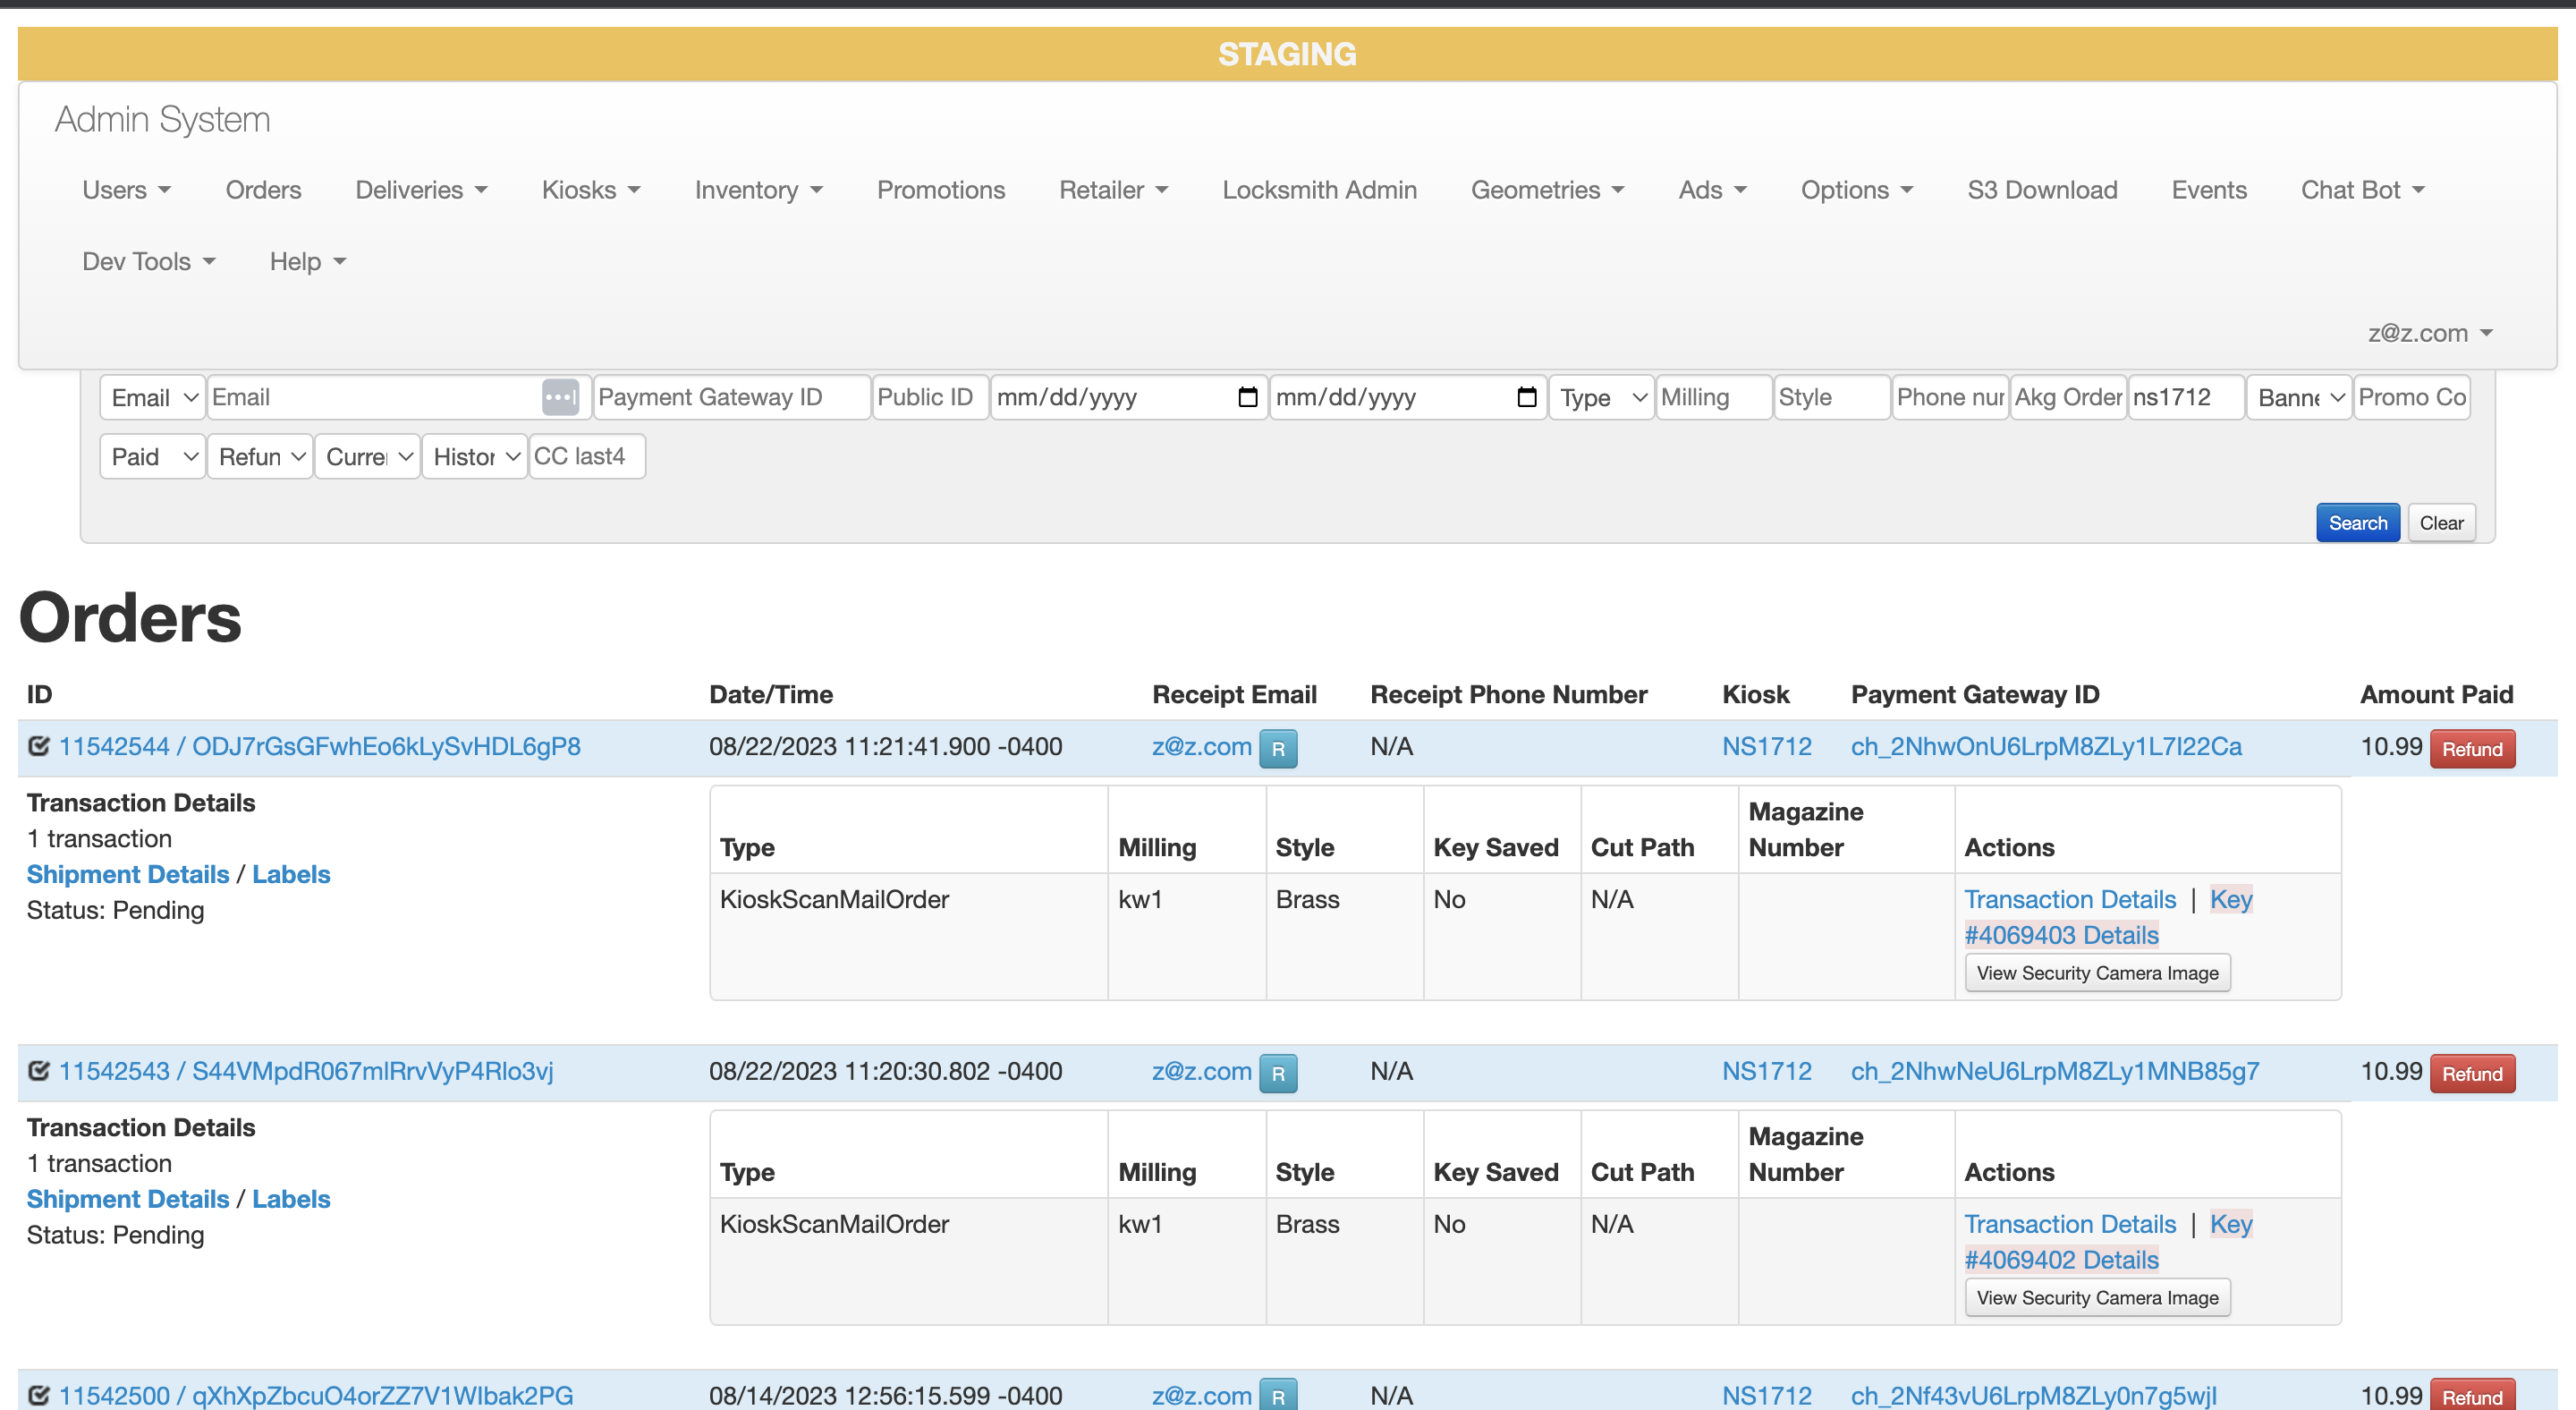 STAGING
Admin System
Users Orders Deliveries Kiosks Inventory Promotions Retailer Locksmith Admin Geometries Ads Options S3 Download Events Chat Bot
Dev Tools Help
z@z.com
Email Email Payment Gateway ID Public ID mm/dd/yyyy mm/dd/yyyy Type Milling Style Phone nur Akg Order ns1712 Banne Promo Co
Paid Refun Curre Histor CC last4
Search Clear
Orders
ID Date/Time Receipt Email Receipt Phone Number Kiosk Payment Gateway ID Amount Paid
11542544 / ODJ7rGsGFwhEo6kLySvHDL6gP8 08/22/2023 11:21:41.900 -0400 z@z.com R N/A NS1712 ch_2NhwOnU6LrpM8ZLy1L7I22Ca 10.99 Refund
Transaction Details
1 transaction
Shipment Details / Labels
Status: Pending
Type Milling Style Key Saved Cut Path Magazine Number Actions
KioskScanMailOrder kw1 Brass No N/A Transaction Details | Key
#4069403 Details
View Security Camera Image
11542543 / S44VMpdR067mlRrvVyP4Rlo3vj 08/22/2023 11:20:30.802 -0400 z@z.com R N/A NS1712 ch_2NhwNeU6LrpM8ZLy1MNB85g7 10.99 Refund
Transaction Details
1 transaction
Shipment Details / Labels
Status: Pending
Type Milling Style Key Saved Cut Path Magazine Number Actions
KioskScanMailOrder kw1 Brass No N/A Transaction Details | Key
#4069402 Details
View Security Camera Image
11542500 / qXhXpZbcuO4orZZ7V1WIbak2PG 08/14/2023 12:56:15.599 -0400 z@z.com R N/A NS1712 ch_2Nf43vU6LrpM8ZLy0n7g5wjI 10.99 Refund